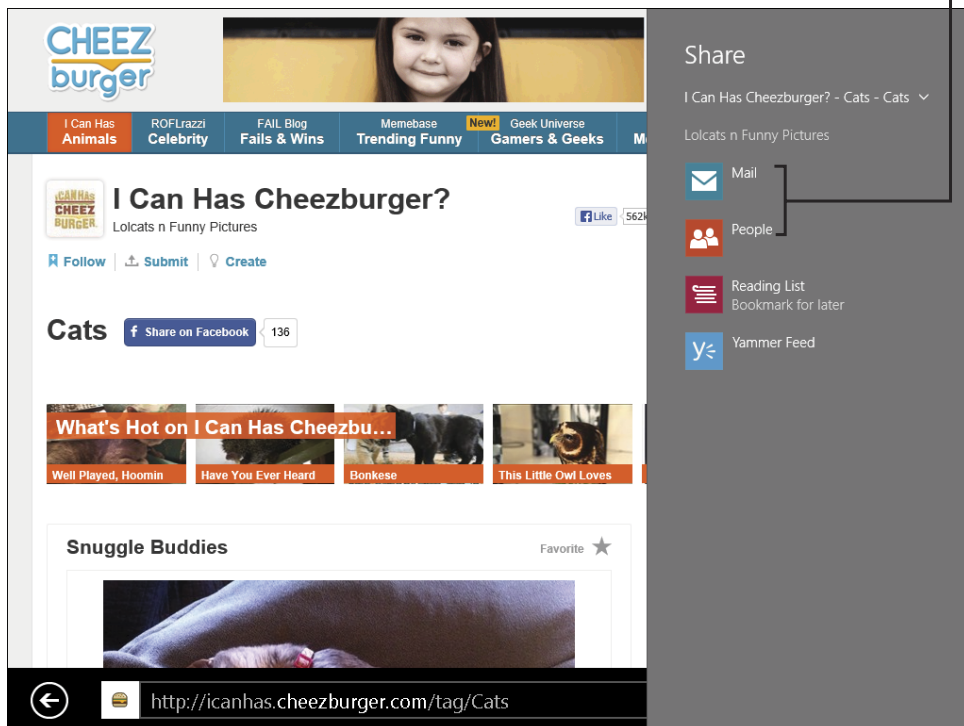 CHEEZ
burger
I Can Has
Animals
ROFLrazzi
Celebrity
FAIL Blog
Fails & Wins
Memebase
Trending Funny
New!
Geek Universe
Gamers & Geeks
M
ICANHAS
CHEEZ
BURGER.
I Can Has Cheezburger?
Lolcats n Funny Pictures
Like
562k
Follow
Submit
Create
Cats
f Share on Facebook
136
What's Hot on I Can Has Cheezbu...
Well Played, Hoomin
Have You Ever Heard
Bonkese
This Little Owl Loves
Snuggle Buddies
Favorite
http://icanhas.cheezburger.com/tag/Cats
Share
I Can Has Cheezburger? - Cats - Cats
Lolcats n Funny Pictures
Mail
People
Reading List
Bookmark for later
Yammer Feed